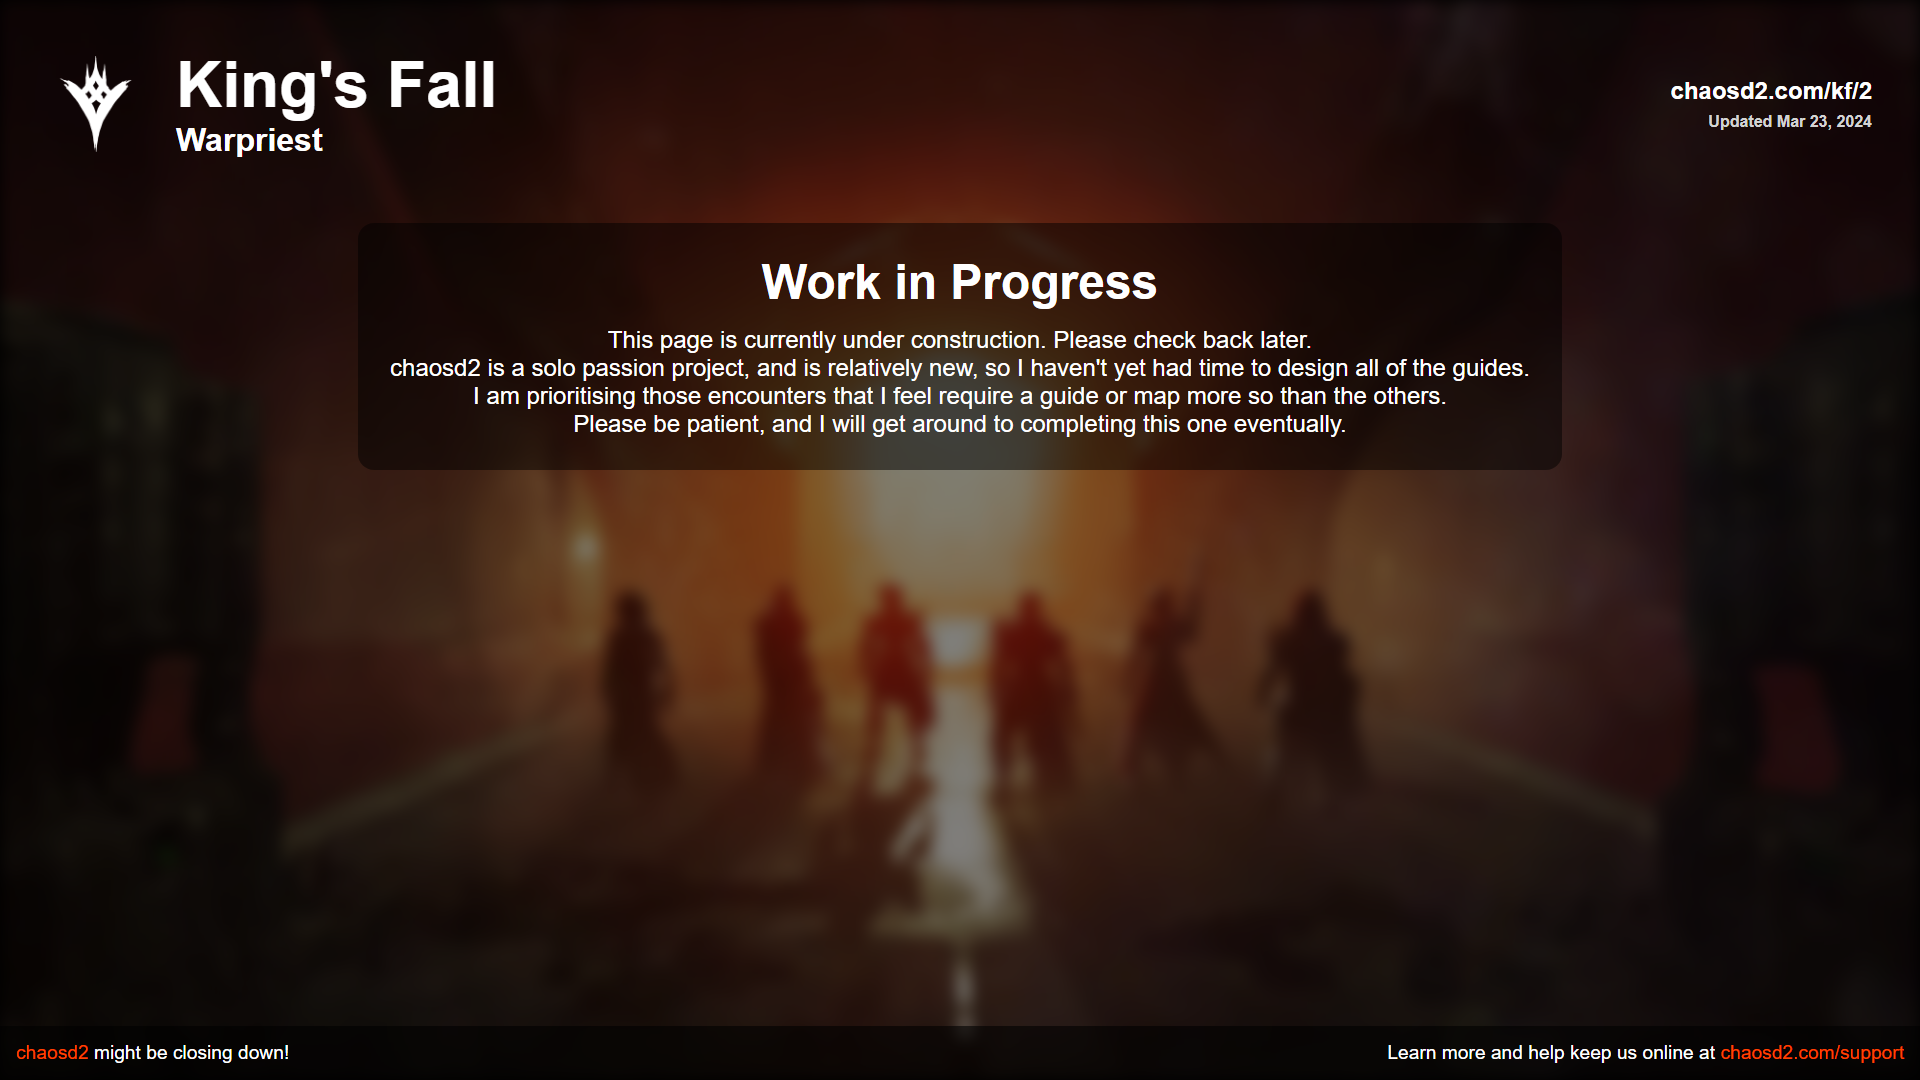 King's Fall
Warpriest
chaosd2.com/kf/2
Updated Mar 23, 2024
Work in Progress
This page is currently under construction. Please check back later.
chaosd2 is a solo passion project, and is relatively new, so I haven't yet had time to design all of the guides.
I am prioritising those encounters that I feel require a guide or map more so than the others.
Please be patient, and I will get around to completing this one eventually.
chaosd2 might be closing down!
Learn more and help keep us online at chaosd2.com/support